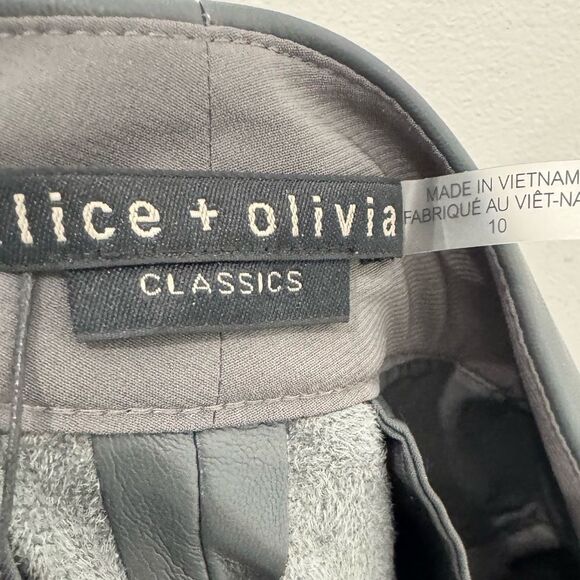 lice + olivia
CLASSICS
MADE IN VIETNAM
FABRIQUÉ AU VIÊT-NA
10